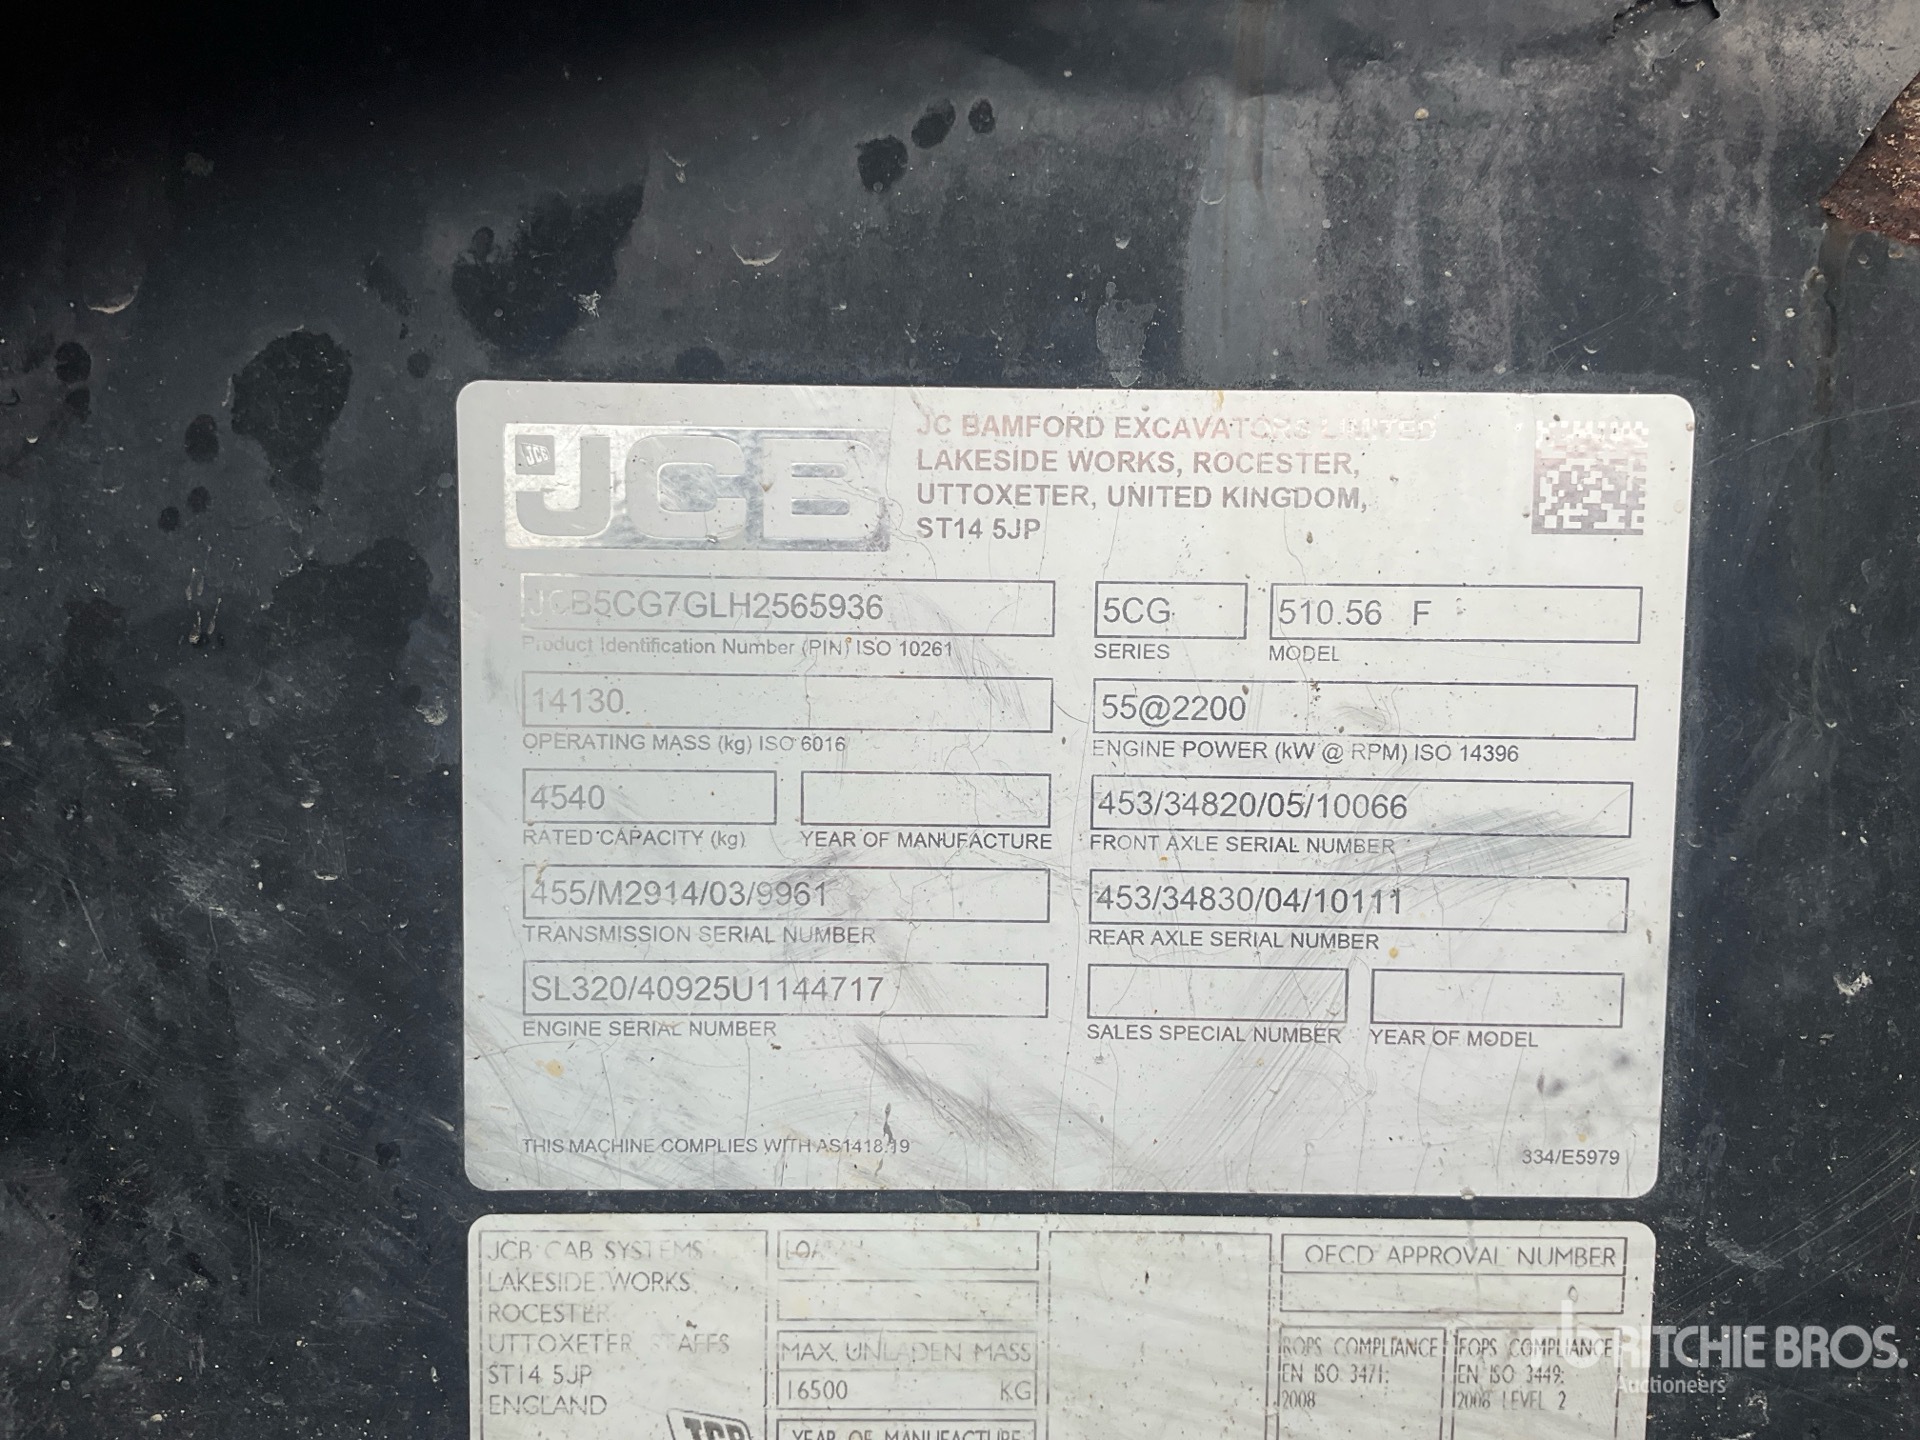 JCB
JCB
JC BAMFORD EXCAVATORS LIMITED
LAKESIDE WORKS, ROCESTER,
UTTOXETER, UNITED KINGDOM,
ST14 5JP
JCB5CG7GLH2565936
Product Identification Number (PIN) ISO 10261
5CG
SERIES
510.56 F
MODEL
14130.
OPERATING MASS (kg) ISO 6016
55@2200
ENGINE POWER (kW @ RPM) ISO 14396
4540
RATED CAPACITY (kg)
YEAR OF MANUFACTURE
453/34820/05/10066
FRONT AXLE SERIAL NUMBER
455/M2914/03/9961
TRANSMISSION SERIAL NUMBER
453/34830/04/10111
REAR AXLE SERIAL NUMBER
SL320/40925U1144717
ENGINE SERIAL NUMBER
SALES SPECIAL NUMBER
YEAR OF MODEL
THIS MACHINE COMPLIES WITH AS1418.19
334/E5979
JCB CAB SYSTEMS
LAKESIDE WORKS
ROCESTER
UTTOXETER STAFFS
ST14 5JP
ENGLAND
JCB
MAX. UNLADEN MASS
16500 KG
YEAR OF MANUFACTURE
OECD APPROVAL NUMBER
ROPS COMPLIANCE
EN ISO 3471:
2008
FOPS COMPLIANCE
EN ISO 3449:
2008 LEVEL 2
RITCHIE BROS.
Auctioneers